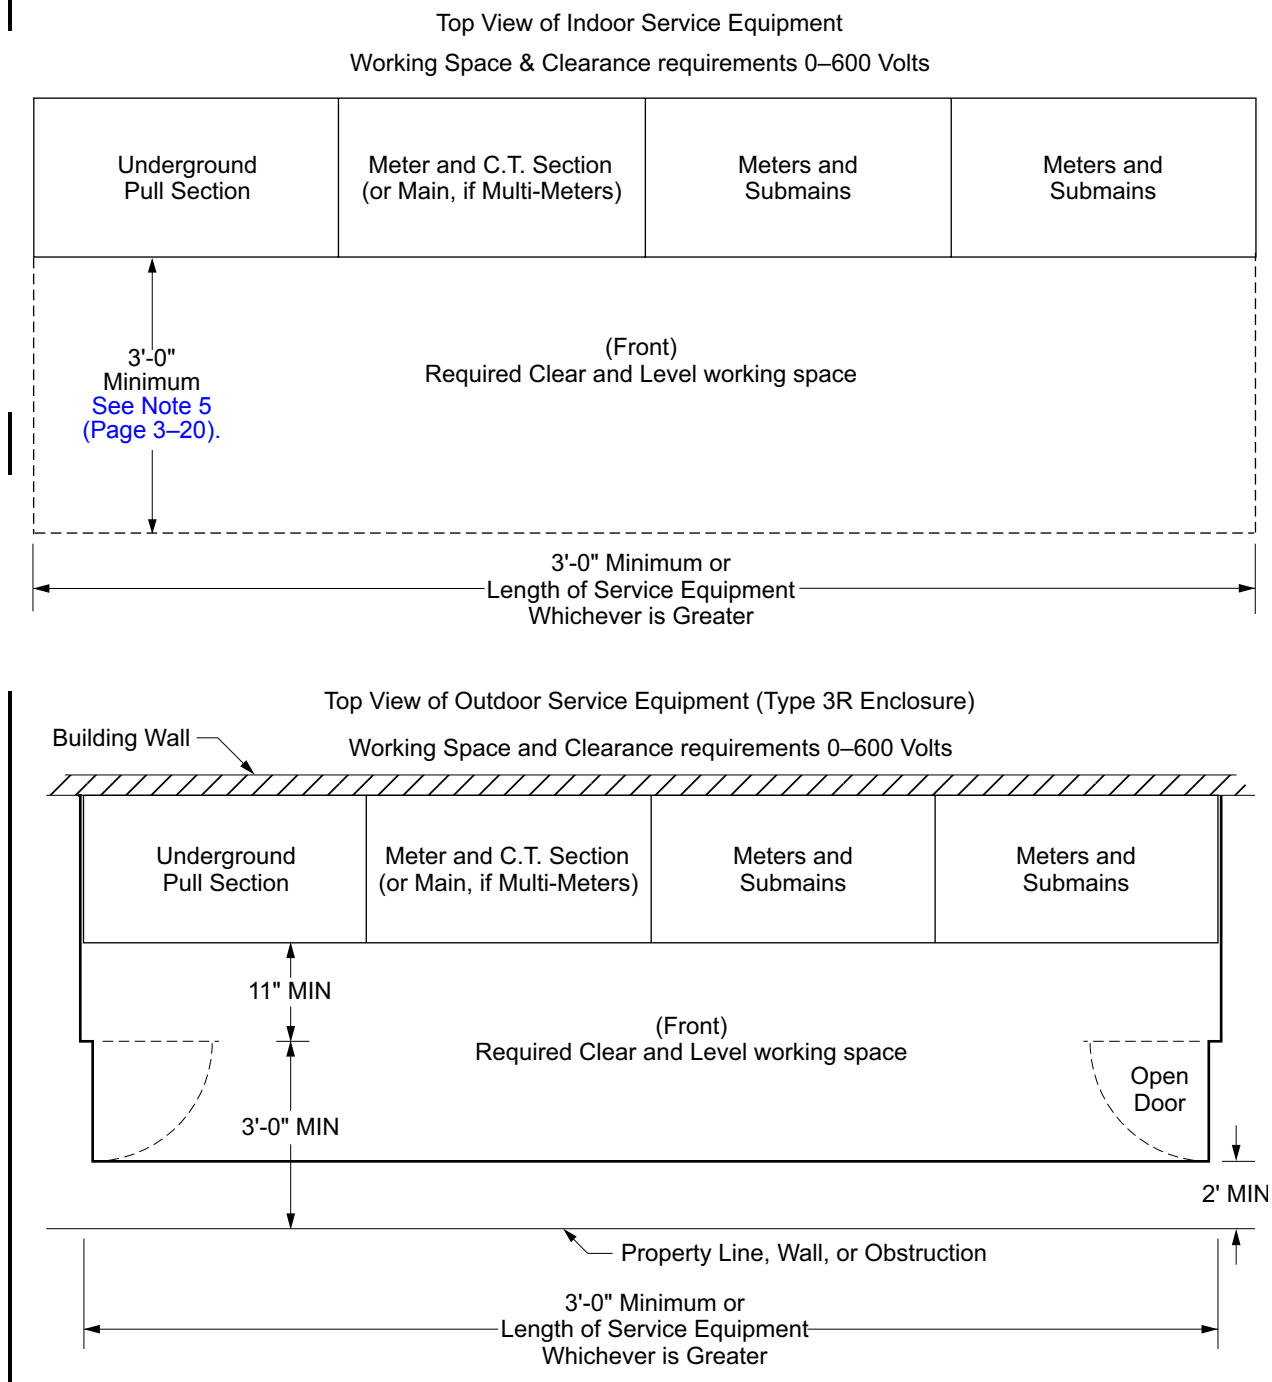 Top View of Indoor Service Equipment
Working Space & Clearance requirements 0–600 Volts
Underground
Pull Section
Meter and C.T. Section
(or Main, if Multi-Meters)
Meters and
Submains
Meters and
Submains
3'-0"
Minimum
See Note 5
(Page 3–20).
(Front)
Required Clear and Level working space
3'-0" Minimum or
Length of Service Equipment
Whichever is Greater
Top View of Outdoor Service Equipment (Type 3R Enclosure)
Building Wall
Working Space and Clearance requirements 0–600 Volts
Underground
Pull Section
Meter and C.T. Section
(or Main, if Multi-Meters)
Meters and
Submains
Meters and
Submains
11" MIN
(Front)
Required Clear and Level working space
Open
Door
3'-0" MIN
2' MIN
Property Line, Wall, or Obstruction
3'-0" Minimum or
Length of Service Equipment
Whichever is Greater